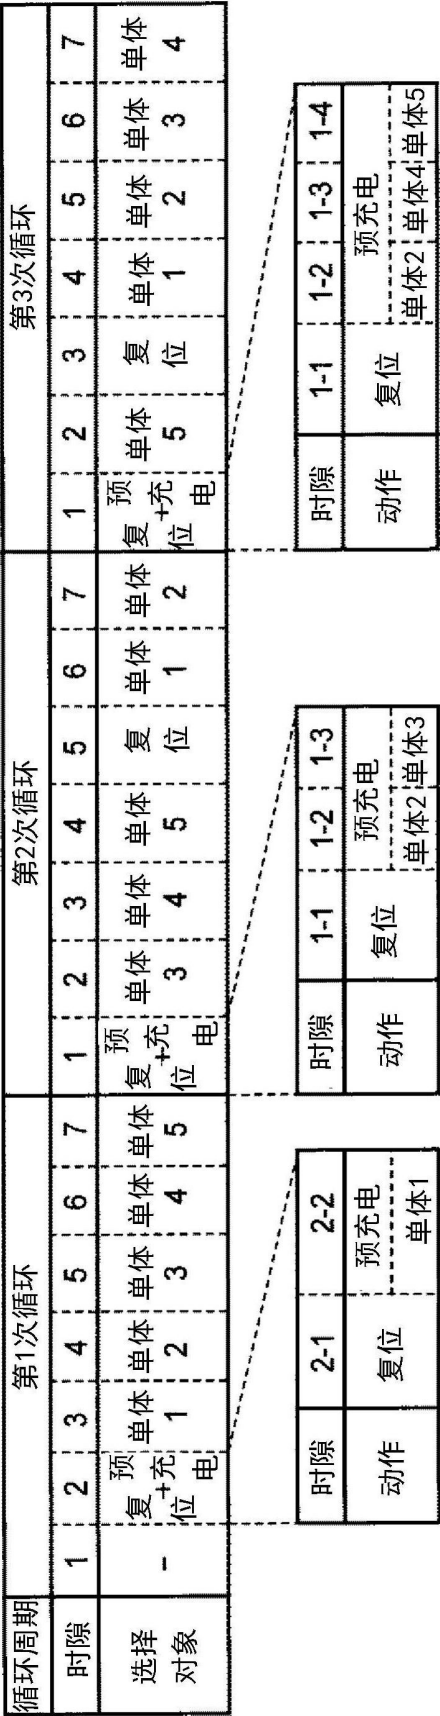 循环周期 第1次循环 第2次循环 第3次循环
时隙 1 2 3 4 5 6 7 1 2 3 4 5 6 7 1 2 3 4 5 6 7
选择对象 - 复位+预充电 单体1 单体2 单体3 单体4 单体5 复位+预充电 单体3 单体4 单体5 复位 单体1 单体2 复位+预充电 单体5 复位 单体1 单体2 单体3 单体4
时隙 2-1 2-2
动作 复位 预充电
单体1
时隙 1-1 1-2 1-3
动作 复位 预充电
单体2 单体3
时隙 1-1 1-2 1-3 1-4
动作 复位 预充电
单体2 单体4 单体5